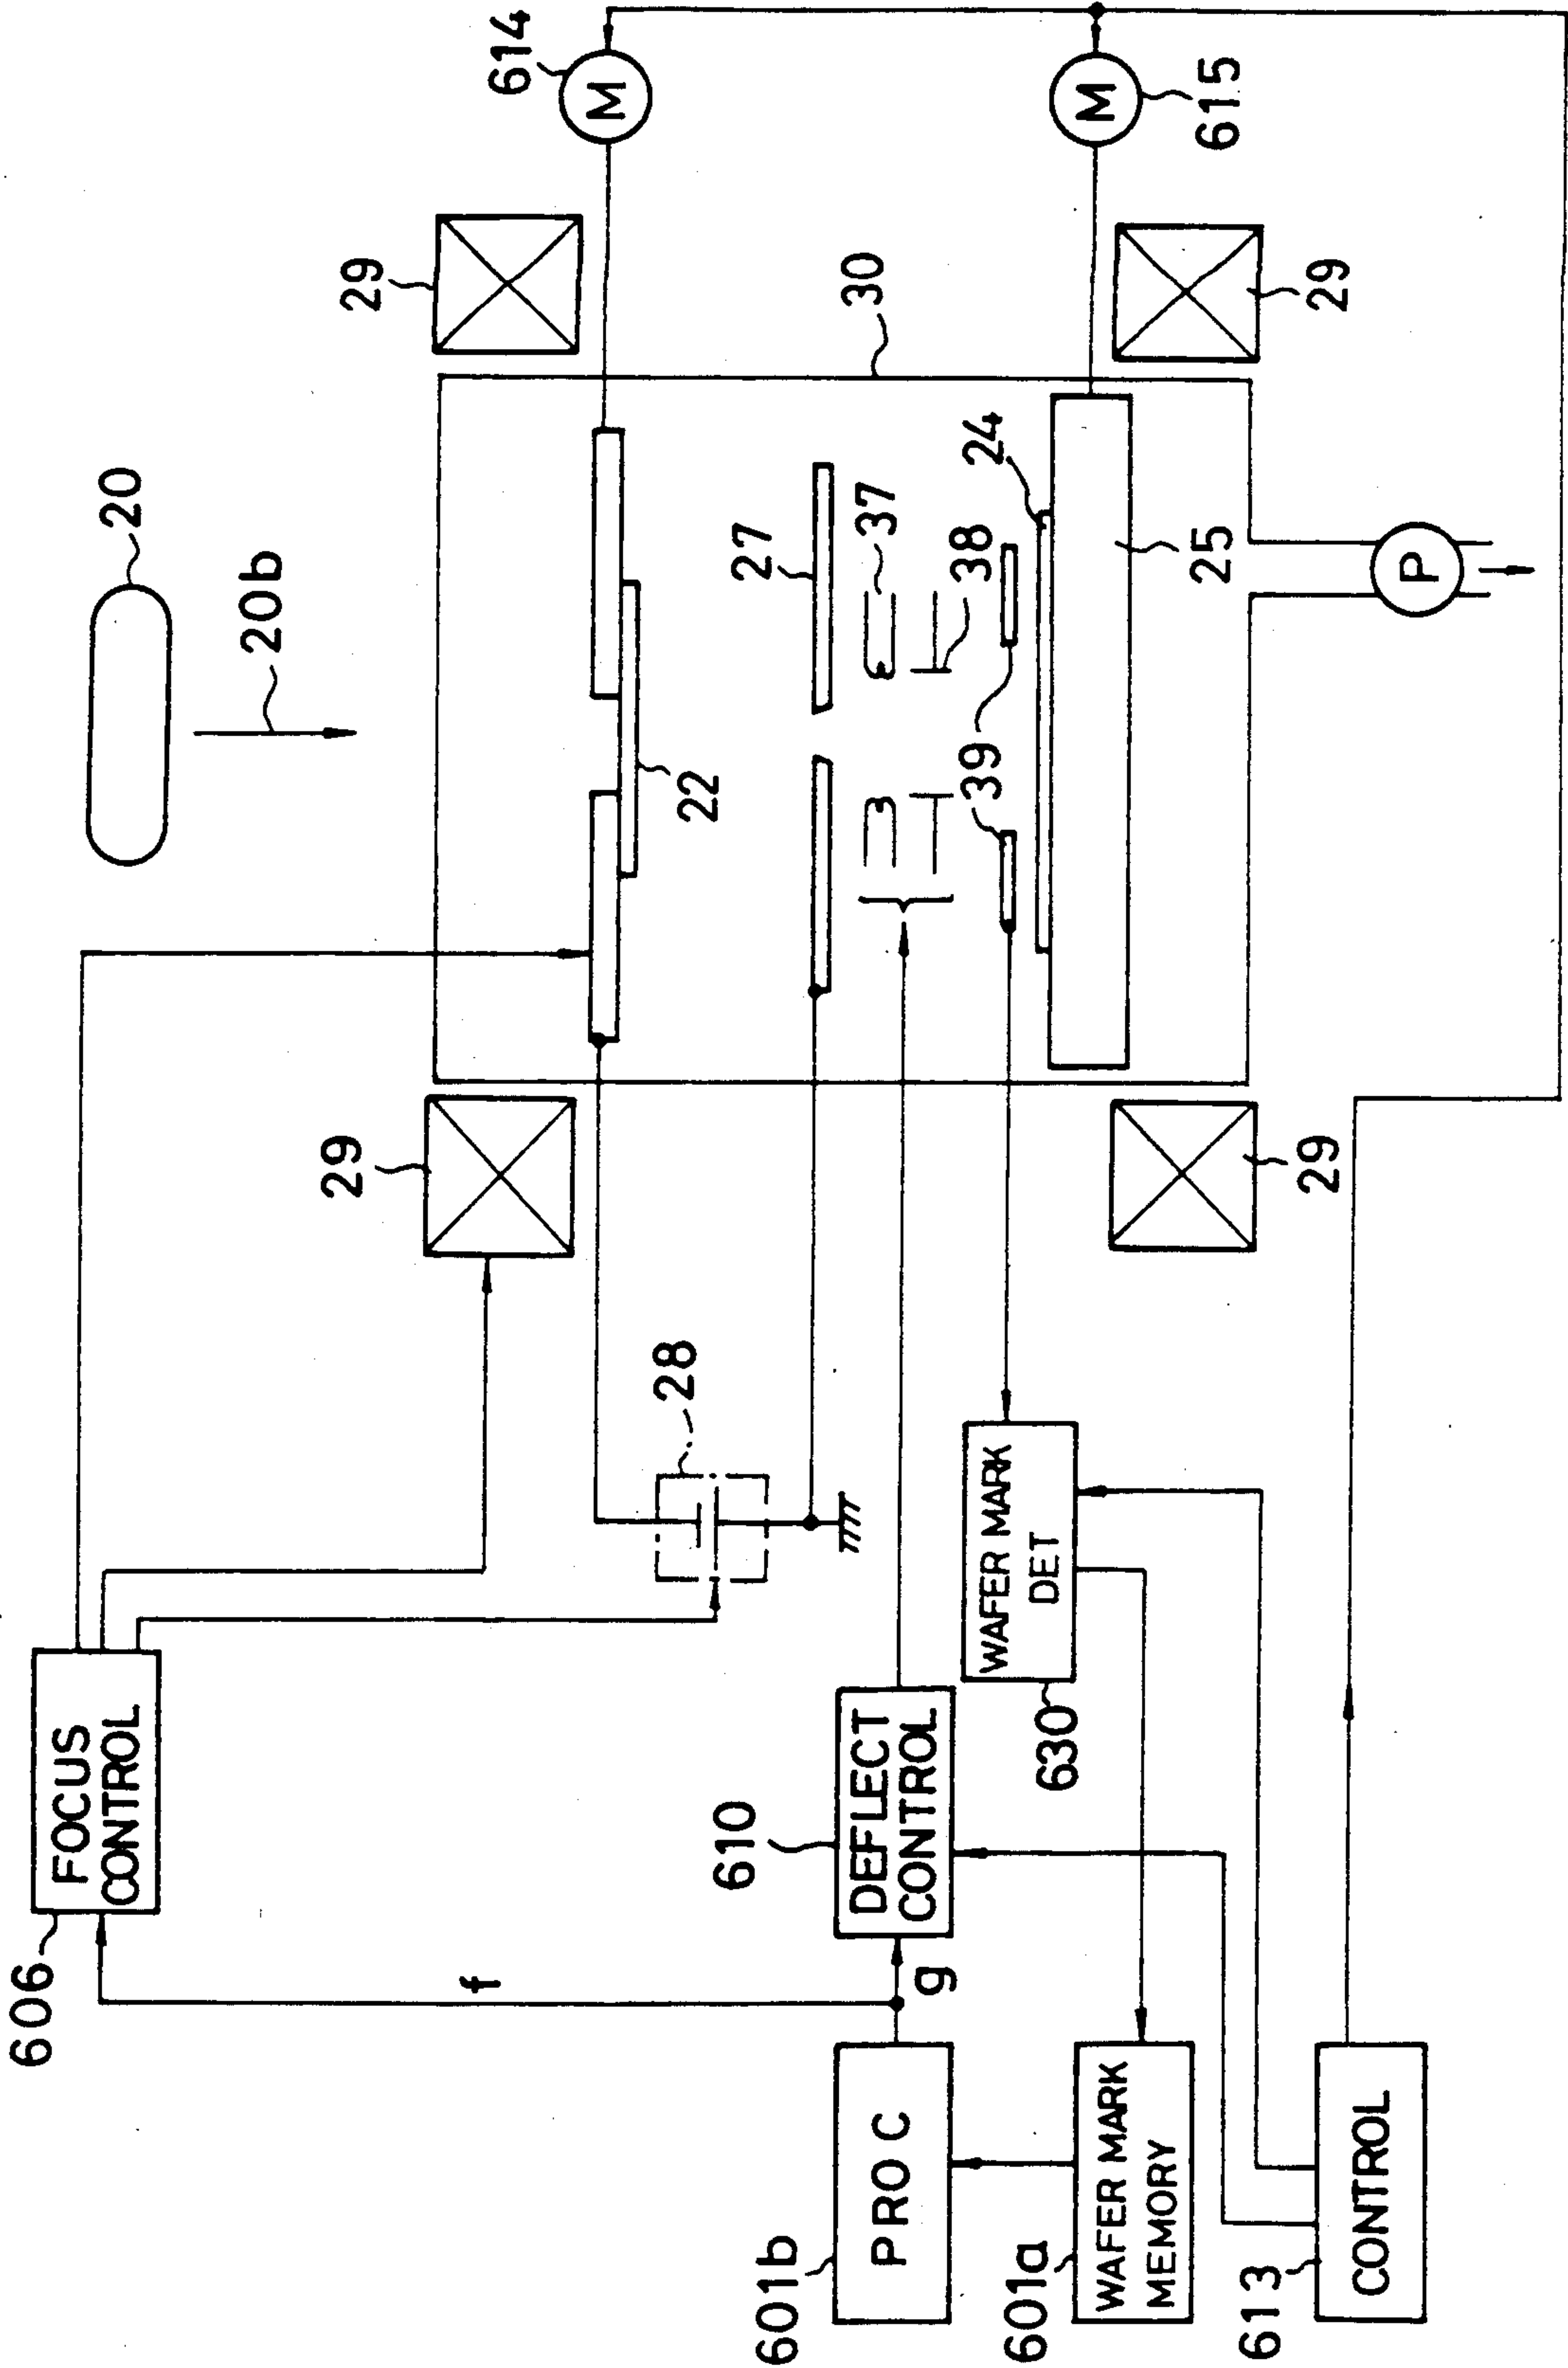 606
FOCUS
CONTROL
f
29
20
20b
29
614
M
28
22
27
30
37
38
39
39
24
25
P
M
615
29
29
610
DEFLECT
CONTROL
g
WAFER MARK
DET
630
601b
PROC
601a
WAFER MARK
MEMORY
613
CONTROL